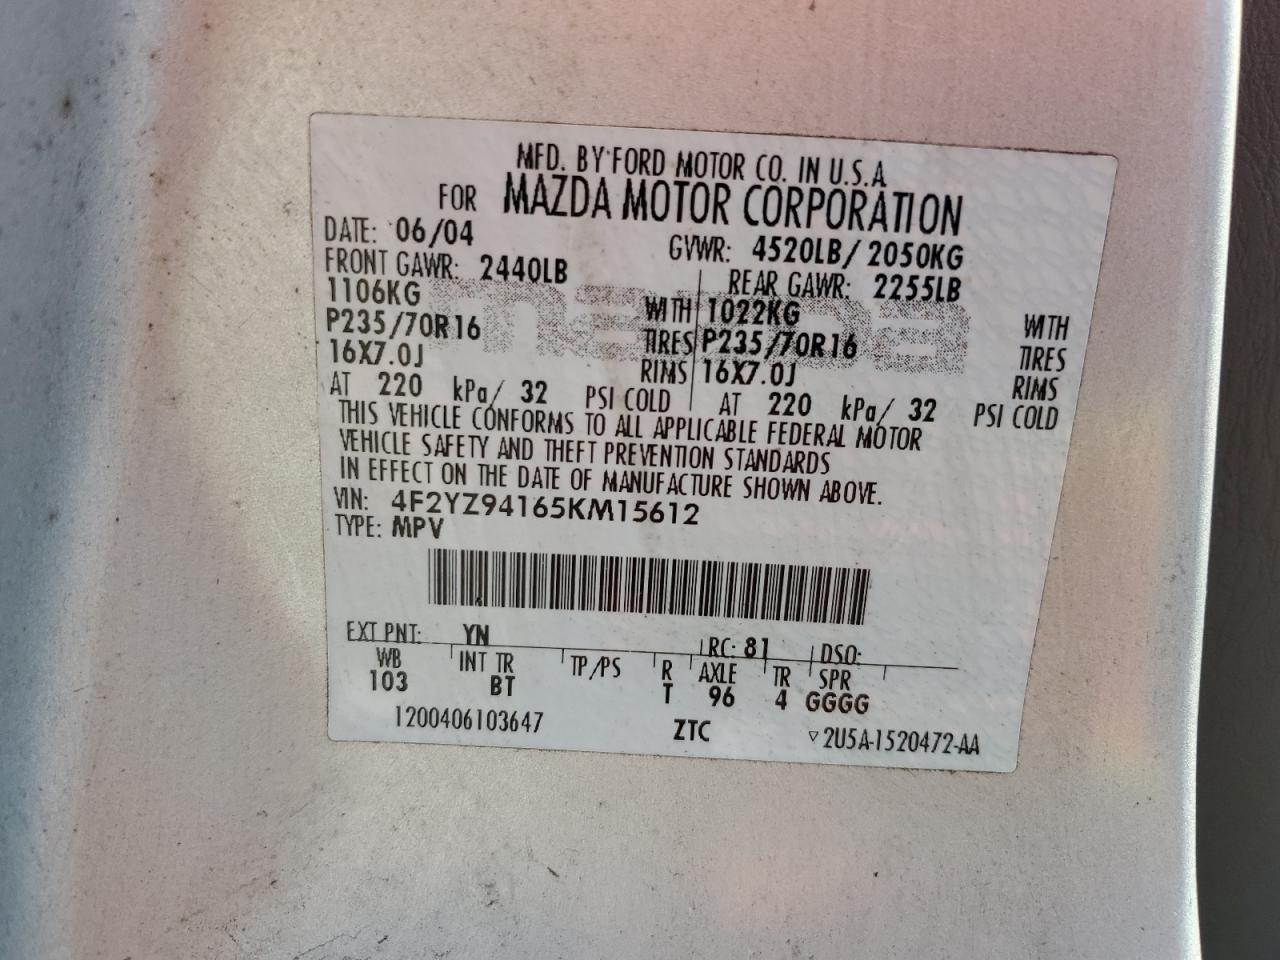 MFD. BY FORD MOTOR CO. IN U.S.A
FOR MAZDA MOTOR CORPORATION
DATE: 06/04 GVWR: 4520LB/ 2050KG
FRONT GAWR: 2440LB REAR GAWR: 2255LB
1106KG WITH 1022KG WITH
P235/70R16 TIRES P235/70R16 TIRES
16X7.0J RIMS 16X7.0J RIMS
AT 220 kPa/ 32 PSI COLD AT 220 kPa/ 32 PSI COLD
THIS VEHICLE CONFORMS TO ALL APPLICABLE FEDERAL MOTOR
VEHICLE SAFETY AND THEFT PREVENTION STANDARDS
IN EFFECT ON THE DATE OF MANUFACTURE SHOWN ABOVE.
VIN: 4F2YZ94165KM15612
TYPE: MPV
EXT PNT: YN RC: 81 DSO:
WB INT TR TP/PS R AXLE TR SPR
103 BT T 96 4 GGGG
1200406103647 ZTC ▽2U5A-1520472-AA